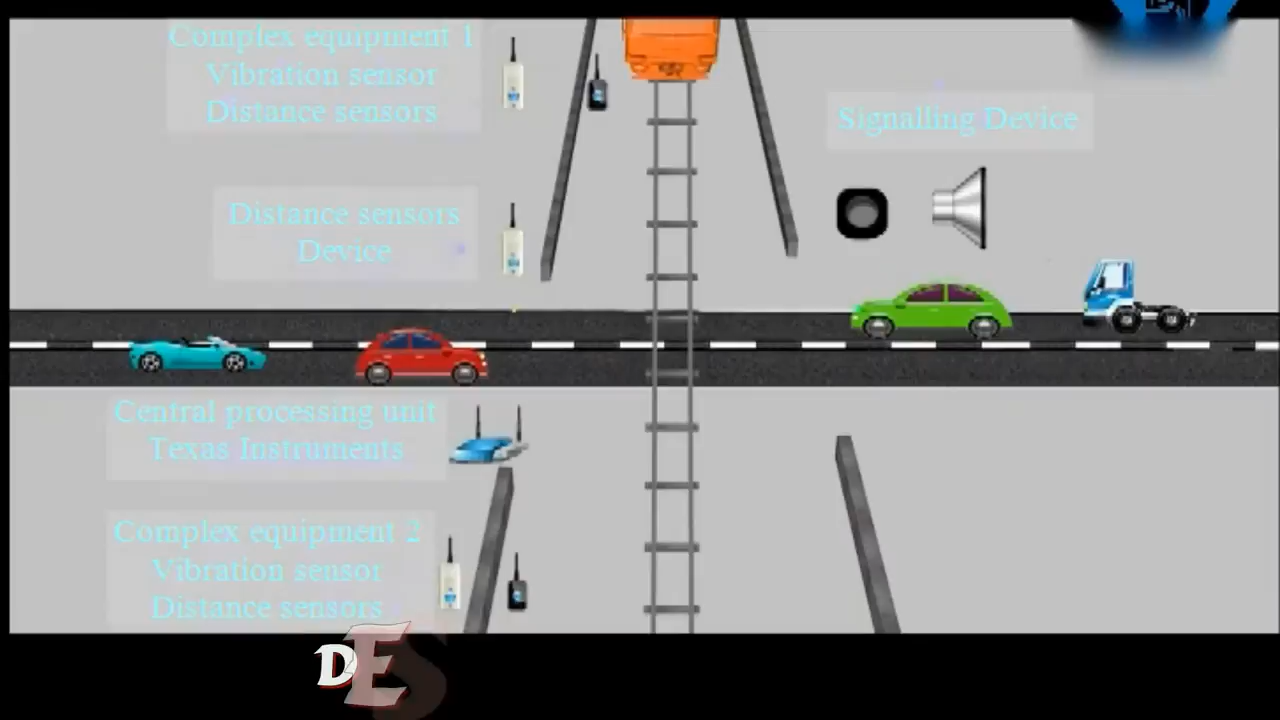 Complex equipment 1
Vibration sensor
Distance sensors
Signalling Device
Distance sensors
Device
Central processing unit
Texas Instruments
Complex equipment 2
Vibration sensor
Distance sensors
DES